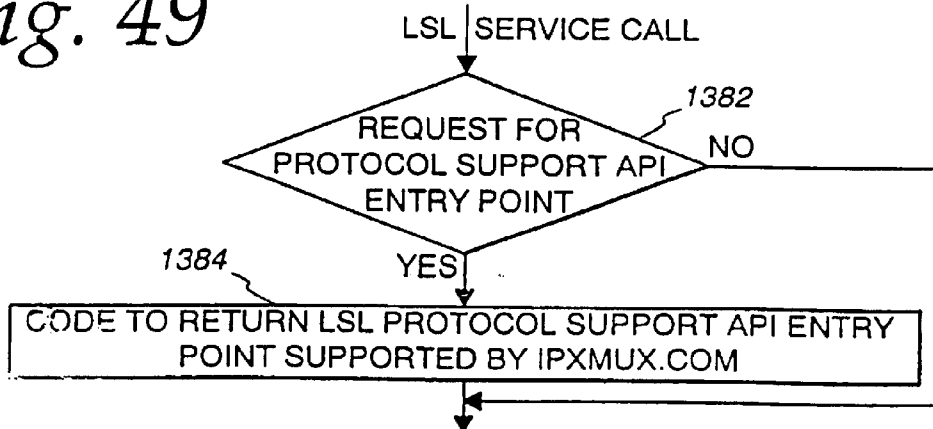 ig. 49
LSL SERVICE CALL
1382
REQUEST FOR
PROTOCOL SUPPORT API
ENTRY POINT
NO
1384
YES
CODE TO RETURN LSL PROTOCOL SUPPORT API ENTRY
POINT SUPPORTED BY IPXMUX.COM